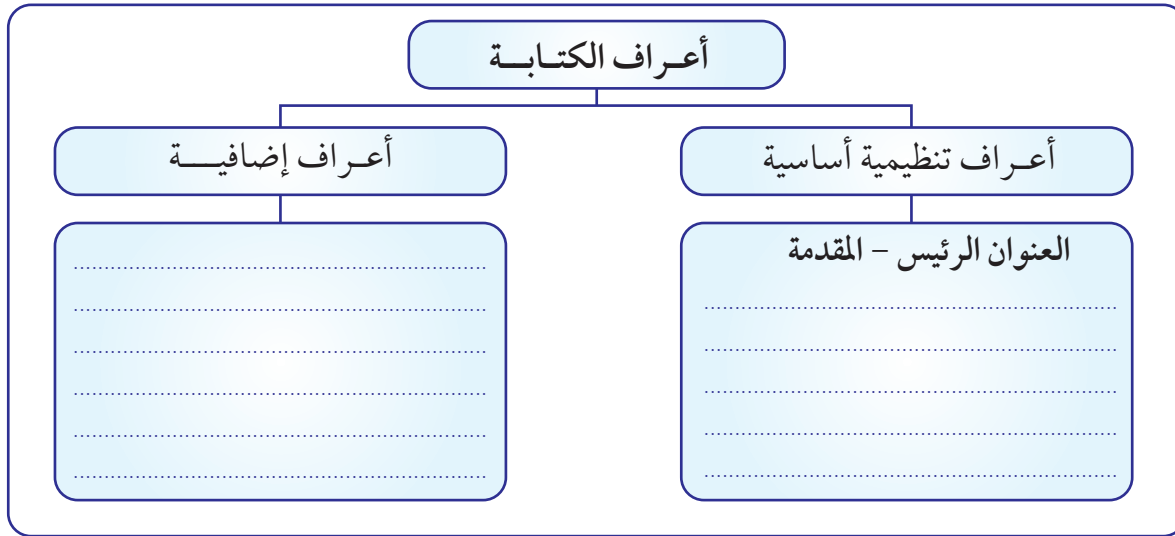 أعراف الكتابة
أعراف تنظيمية أساسية
أعراف إضافية
العنوان الرئيس – المقدمة